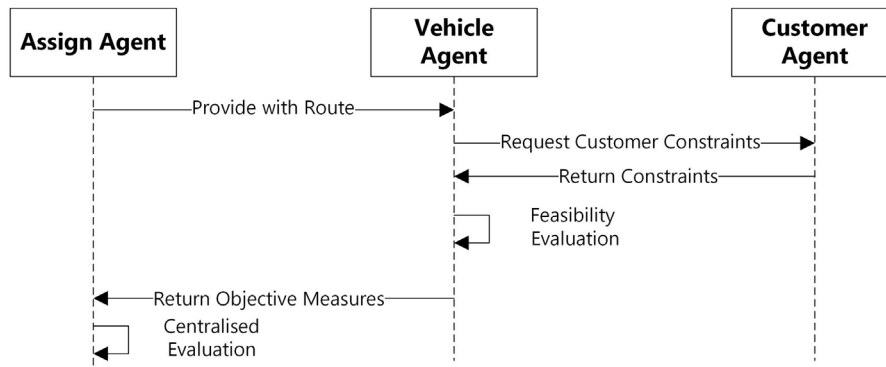 Assign Agent
Vehicle
Agent
Customer
Agent
Provide with Route
Request Customer Constraints
Return Constraints
Feasibility
Evaluation
Return Objective Measures
Centralised
Evaluation